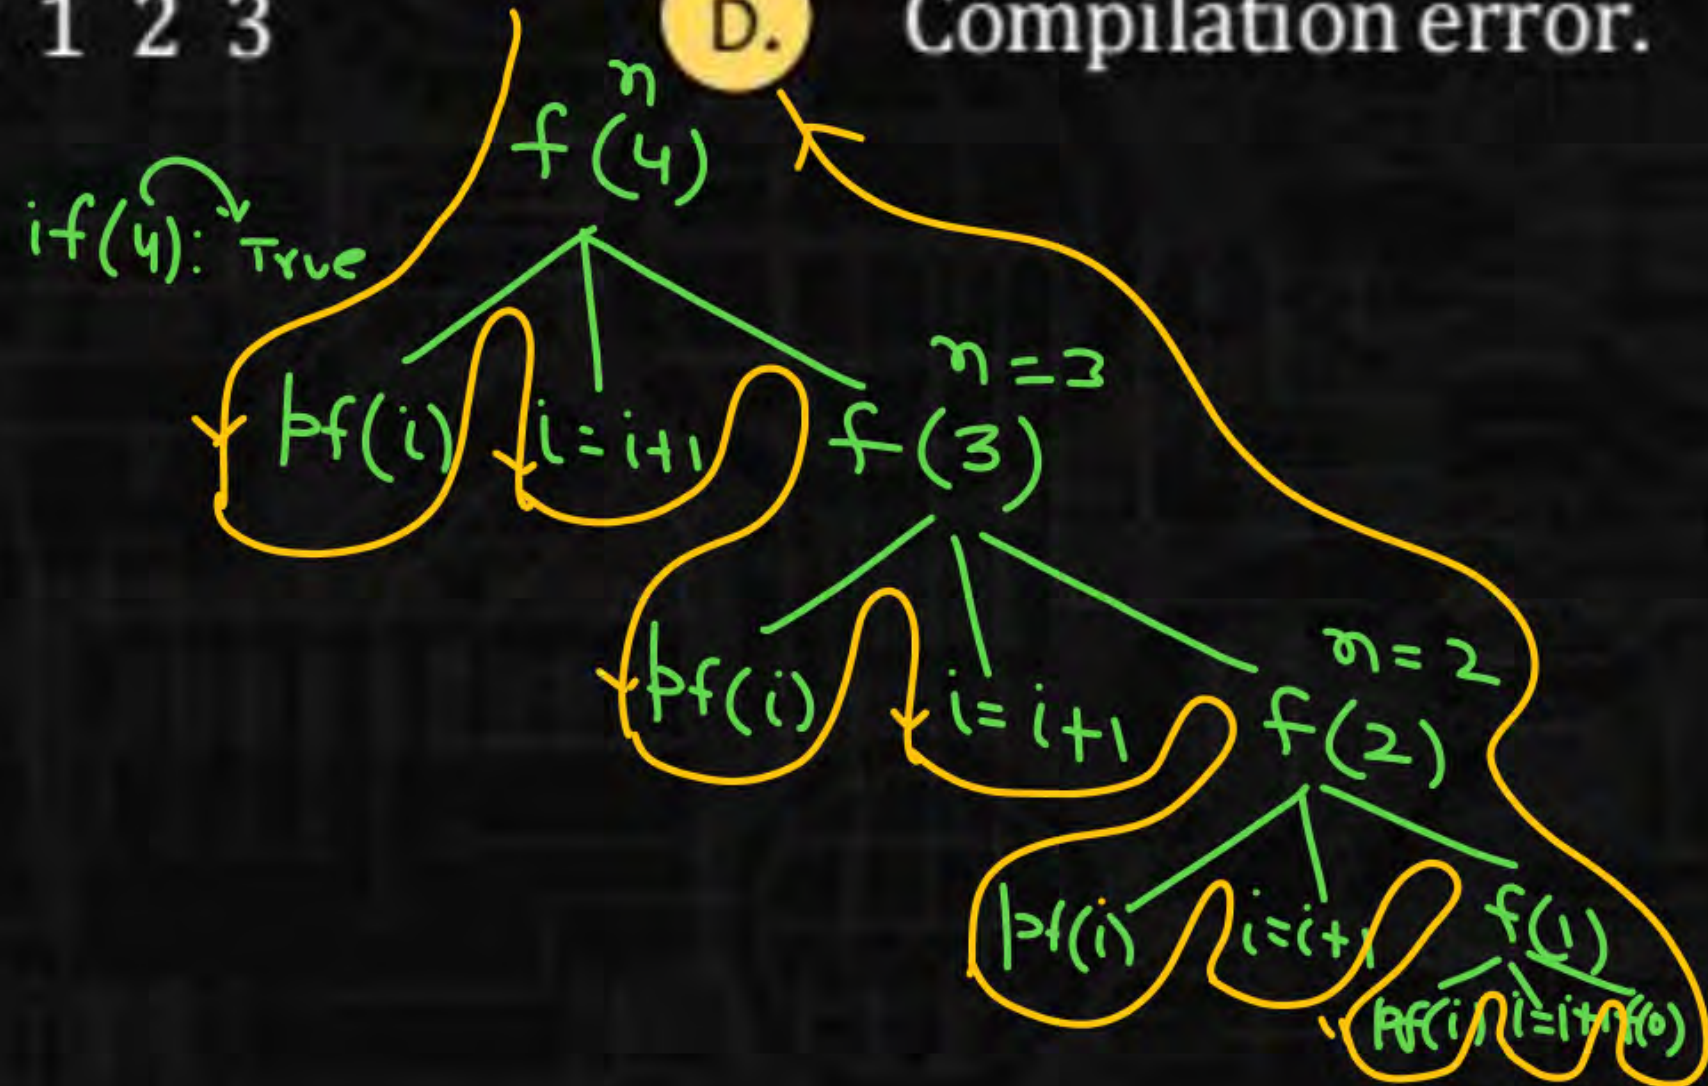 1 2 3
D. Compilation error.
n
f(4)
if(4): True
n=3
pf(i) i=i+1 f(3)
n=2
pf(i) i=i+1 f(2)
pf(i) i=i+1 f(1)
pf(i) i=i+1 f(0)